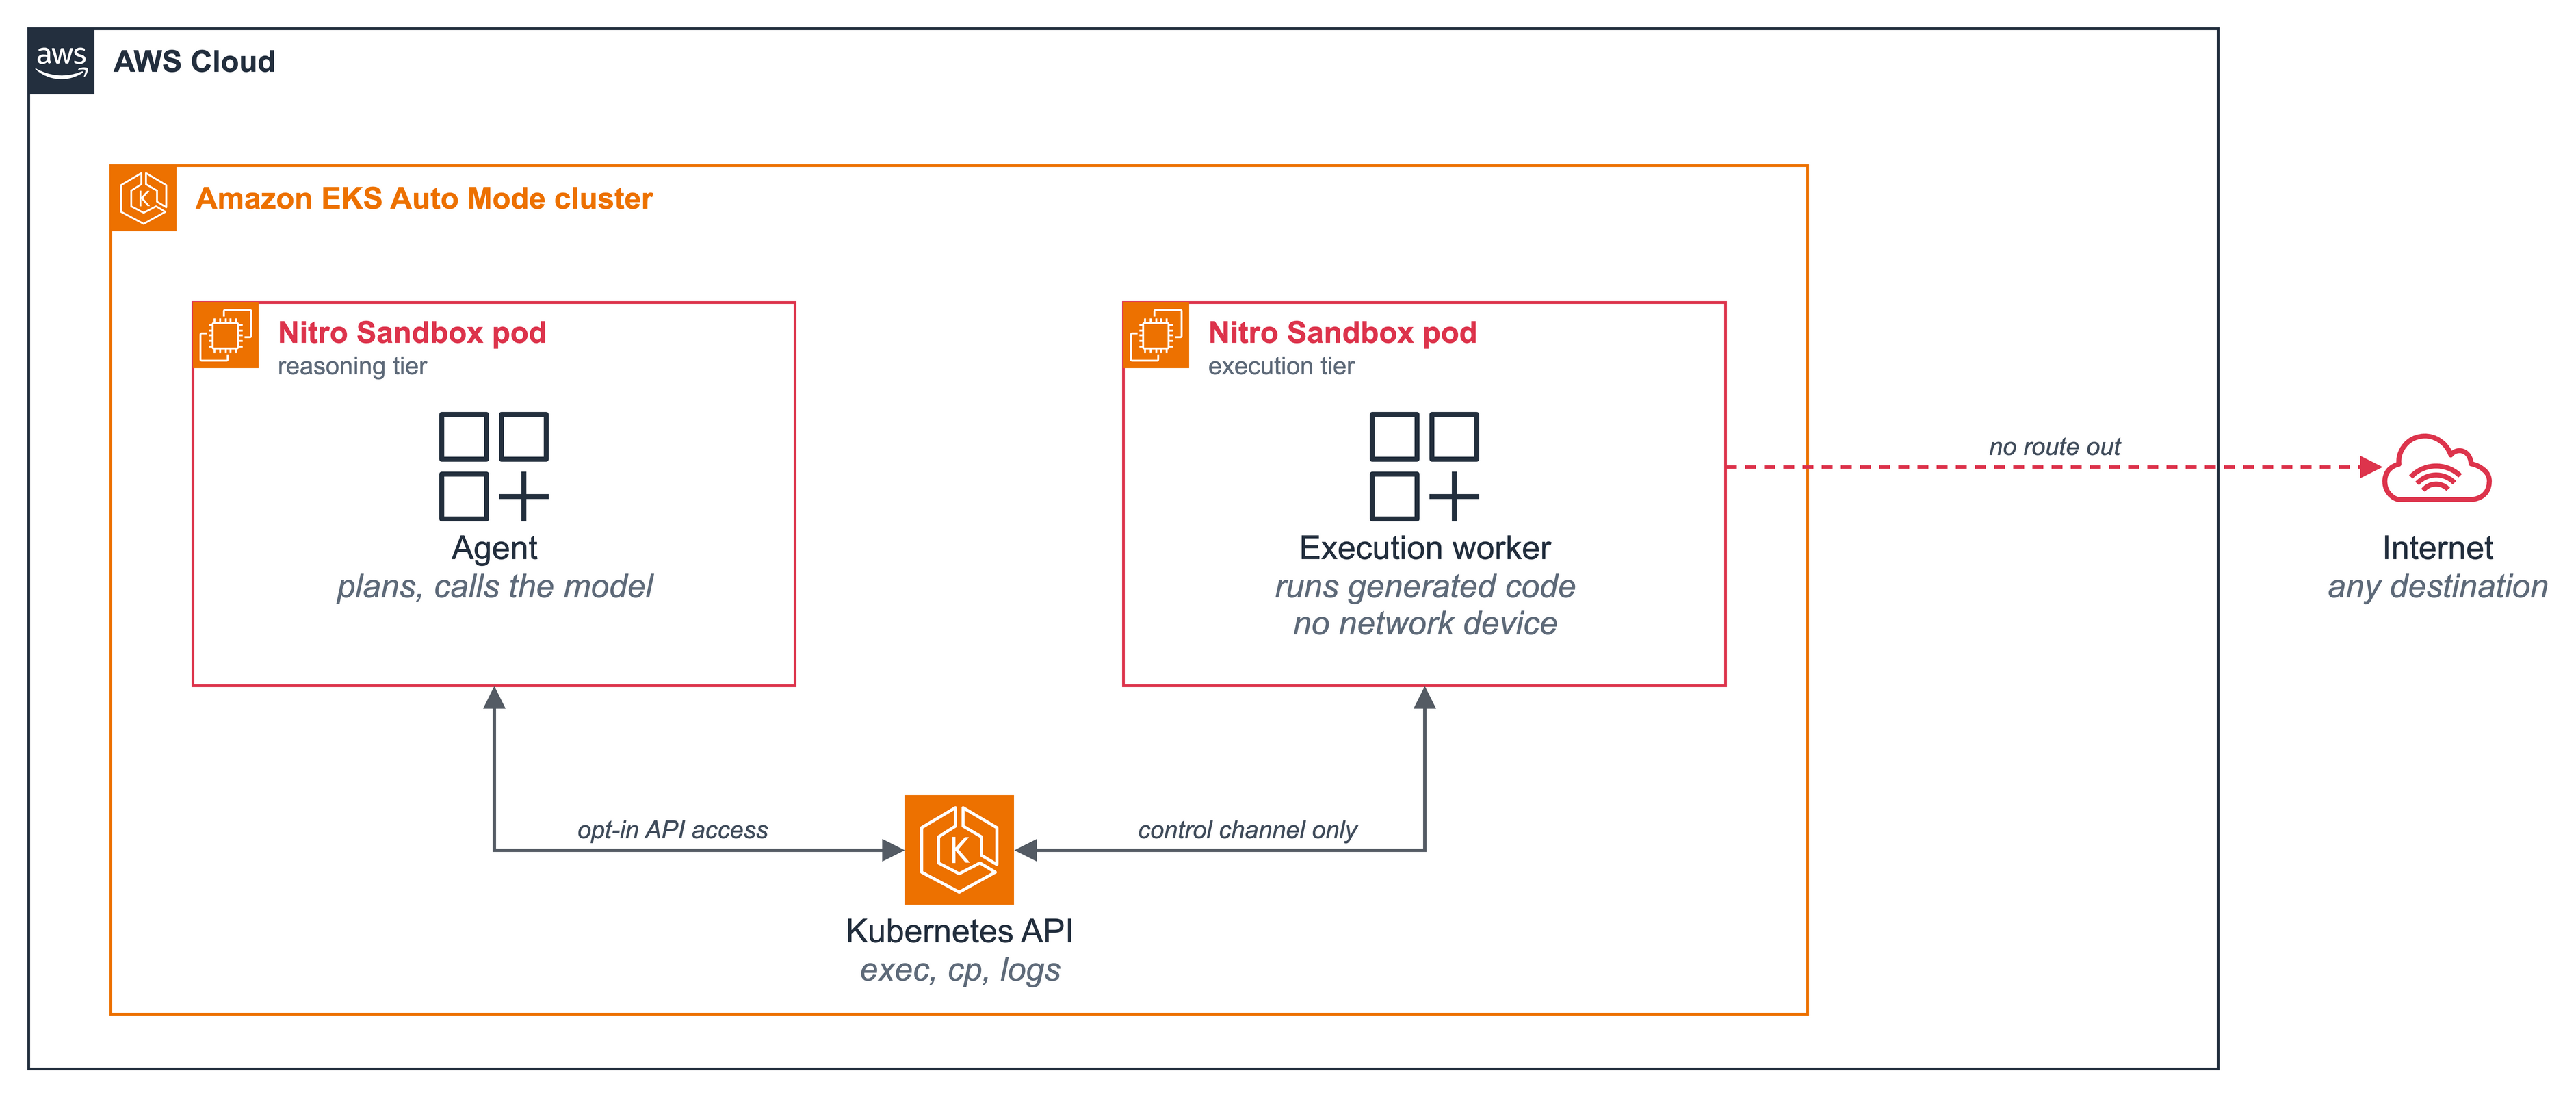 aws
AWS Cloud
K
Amazon EKS Auto Mode cluster
Nitro Sandbox pod
reasoning tier
Agent
plans, calls the model
Nitro Sandbox pod
execution tier
Execution worker
runs generated code
no network device
no route out
Internet
any destination
opt-in API access
control channel only
K
Kubernetes API
exec, cp, logs